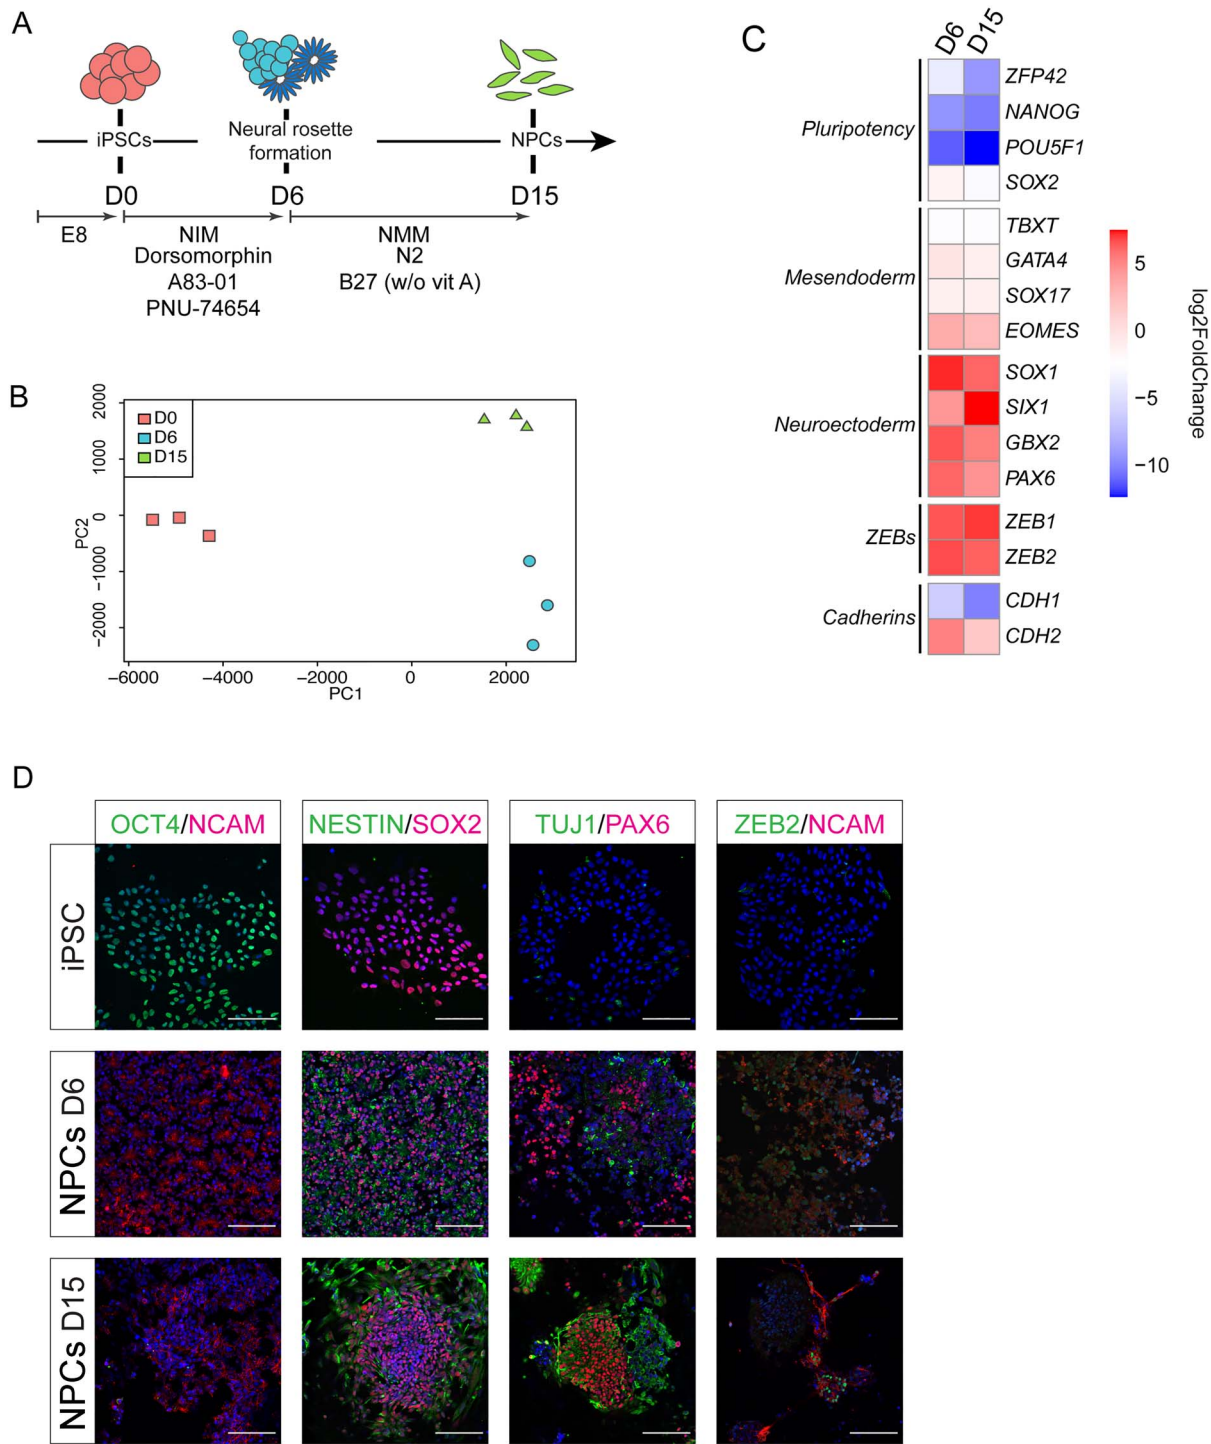 A
iPSCs
Neural rosette
formation
NPCs
D0
D6
D15
E8
NIM
Dorsomorphin
A83-01
PNU-74654
NMM
N2
B27 (w/o vit A)
B
D0
D6
D15
2000
1000
0
−1000
−2000
PC2
−6000
−4000
−2000
0
2000
PC1
C
D6
D15
Pluripotency
ZFP42
NANOG
POU5F1
SOX2
Mesendoderm
TBXT
GATA4
SOX17
EOMES
Neuroectoderm
SOX1
SIX1
GBX2
PAX6
ZEBs
ZEB1
ZEB2
Cadherins
CDH1
CDH2
5
0
−5
−10
log2FoldChange
D
OCT4/NCAM
NESTIN/SOX2
TUJ1/PAX6
ZEB2/NCAM
iPSC
NPCs D6
NPCs D15